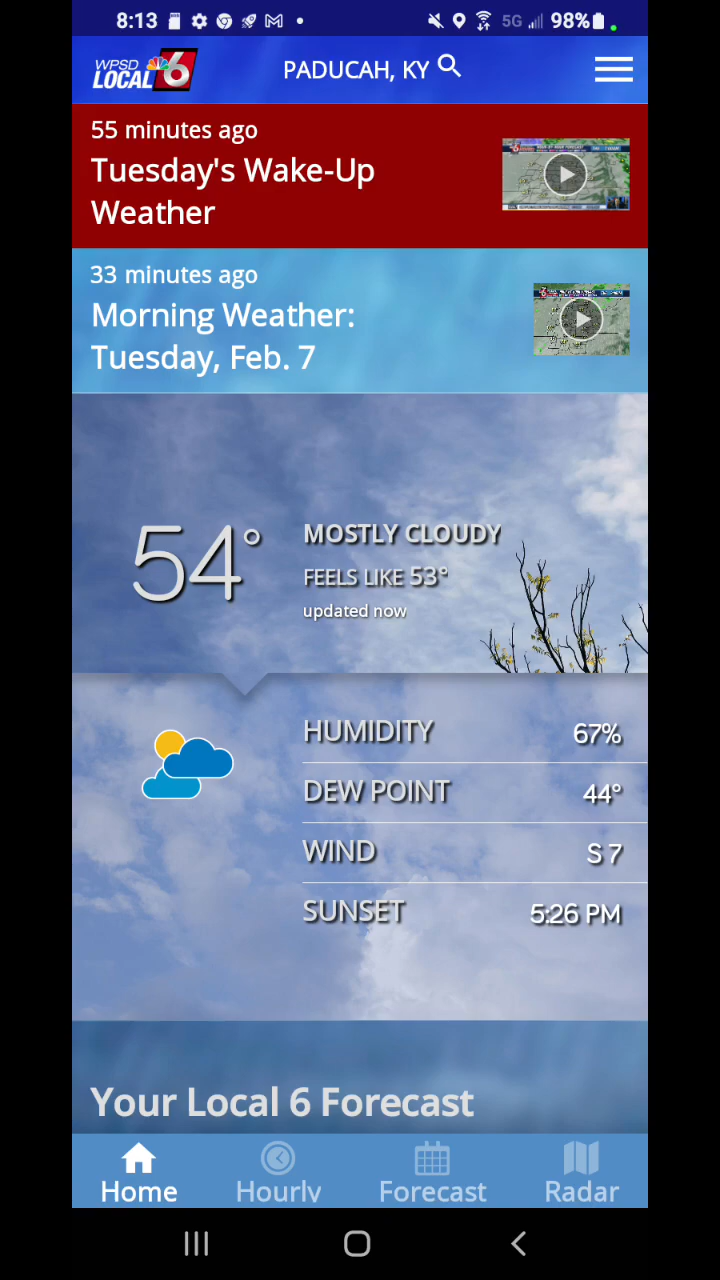 8:13 5G 98%
WPSD
LOCAL 6
PADUCAH, KY
55 minutes ago
Tuesday's Wake-Up
Weather
33 minutes ago
Morning Weather:
Tuesday, Feb. 7
54°
MOSTLY CLOUDY
FEELS LIKE 53°
updated now
HUMIDITY 67%
DEW POINT 44°
WIND S 7
SUNSET 5:26 PM
Your Local 6 Forecast
Home Hourly Forecast Radar